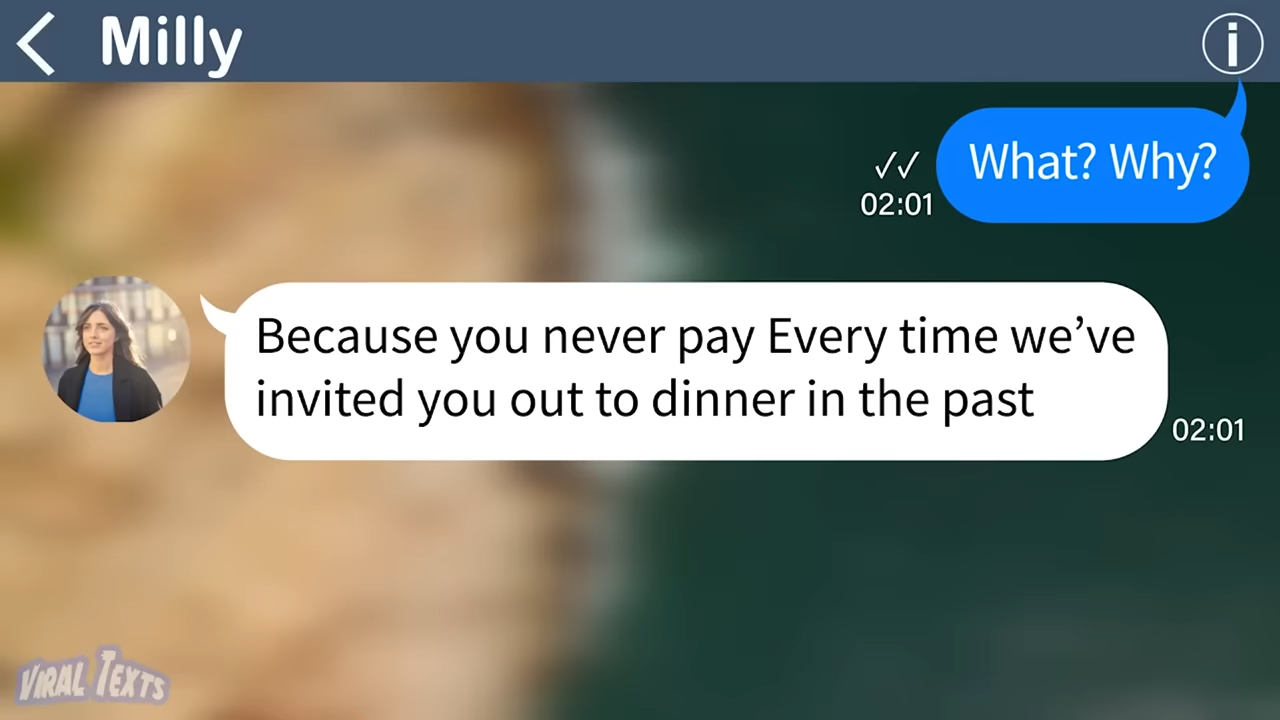 Milly
What? Why?
✓✓
02:01
Because you never pay Every time we’ve
invited you out to dinner in the past
02:01
VIRAL TEXTS